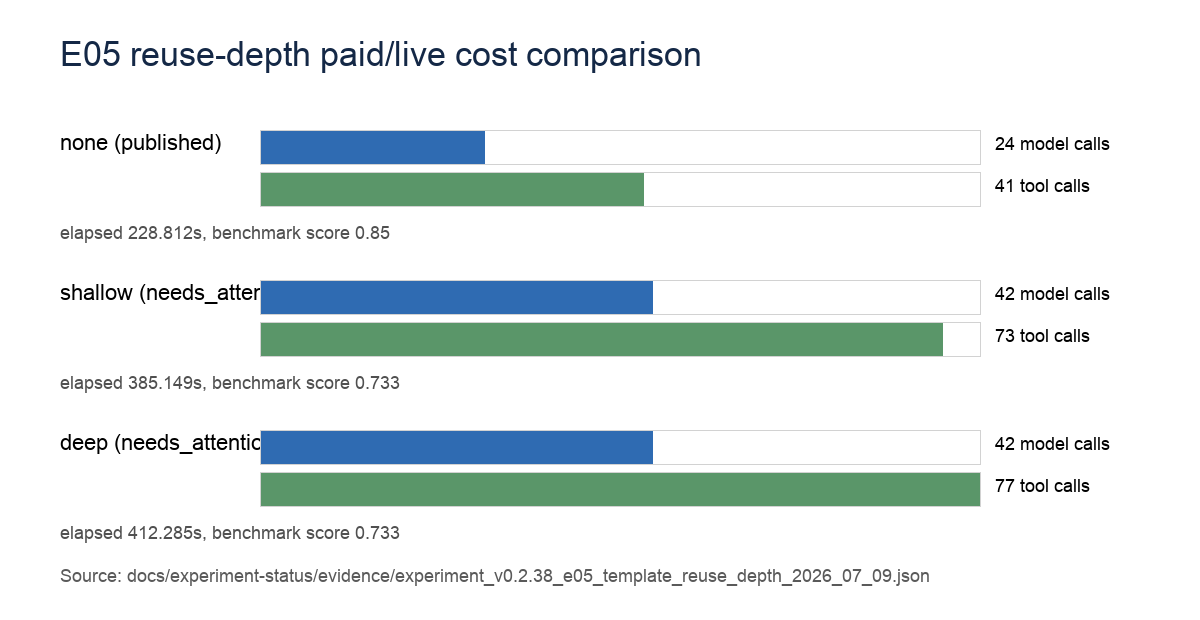 E05 reuse-depth paid/live cost comparison
none (published)
24 model calls
41 tool calls
elapsed 228.812s, benchmark score 0.85
shallow (needs_atter
42 model calls
73 tool calls
elapsed 385.149s, benchmark score 0.733
deep (needs_attentic
42 model calls
77 tool calls
elapsed 412.285s, benchmark score 0.733
Source: docs/experiment-status/evidence/experiment_v0.2.38_e05_template_reuse_depth_2026_07_09.json